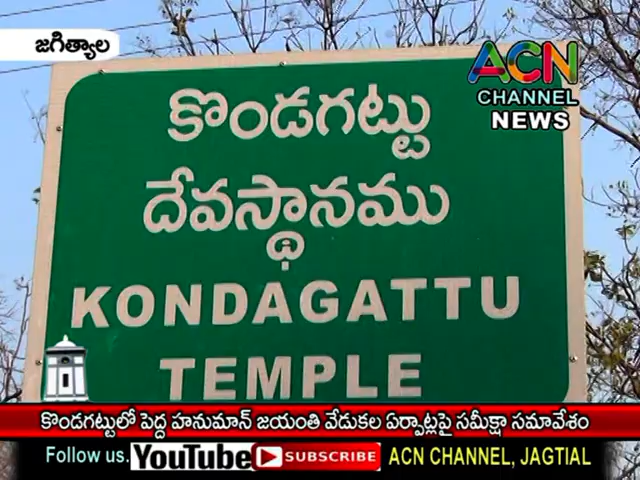 జగిత్యాల
ACN
CHANNEL
NEWS
కొండగట్టు
దేవస్థానము
KONDAGATTU
TEMPLE
కొండగట్టులో పెద్ద హనుమాన్ జయంతి వేడుకల ఏర్పాట్లపై సమీక్షా సమావేశం
Follow us. YouTube SUBSCRIBE ACN CHANNEL, JAGTIAL